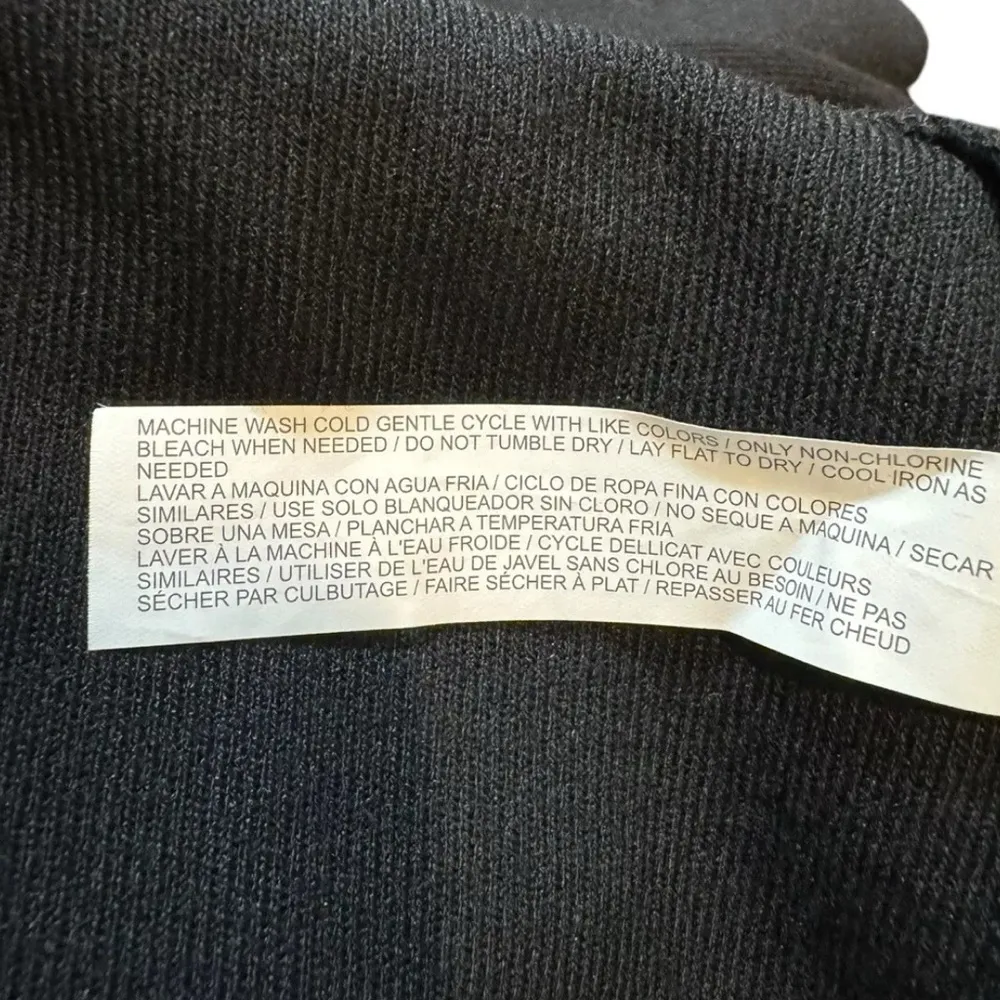 MACHINE WASH COLD GENTLE CYCLE WITH LIKE COLORS / ONLY NON-CHLORINE
BLEACH WHEN NEEDED / DO NOT TUMBLE DRY / LAY FLAT TO DRY / COOL IRON AS
NEEDED
LAVAR A MAQUINA CON AGUA FRIA / CICLO DE ROPA FINA CON COLORES
SIMILARES / USE SOLO BLANQUEADOR SIN CLORO / NO SEQUE A MAQUINA / SECAR
SOBRE UNA MESA / PLANCHAR A TEMPERATURA FRIA
LAVER À LA MACHINE À L'EAU FROIDE / CYCLE DELLICAT AVEC COULEURS
SIMILAIRES / UTILISER DE L'EAU DE JAVEL SANS CHLORE AU BESOIN / NE PAS
SÉCHER PAR CULBUTAGE / FAIRE SÉCHER À PLAT / REPASSER AU FER CHEUD